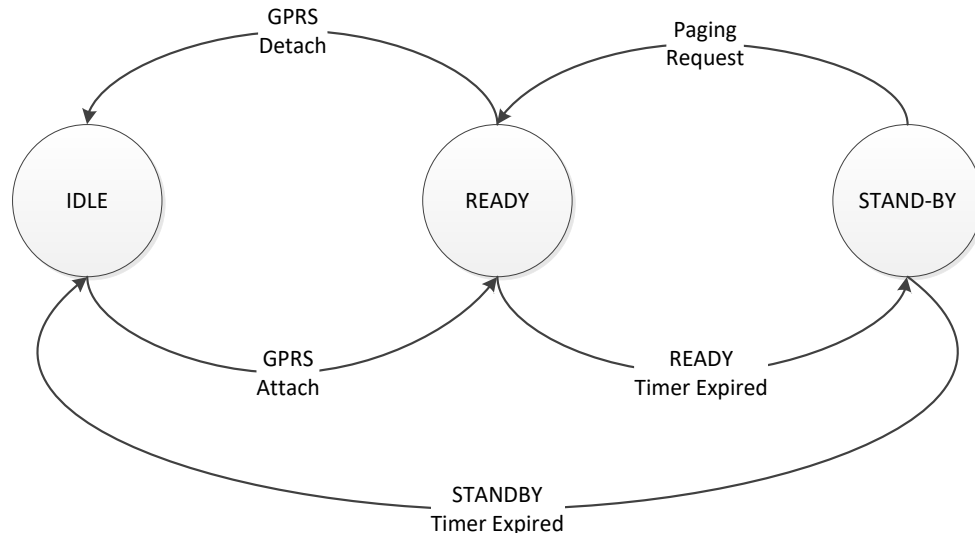 GPRS
Detach
Paging
Request
IDLE
READY
STAND-BY
GPRS
Attach
READY
Timer Expired
STANDBY
Timer Expired